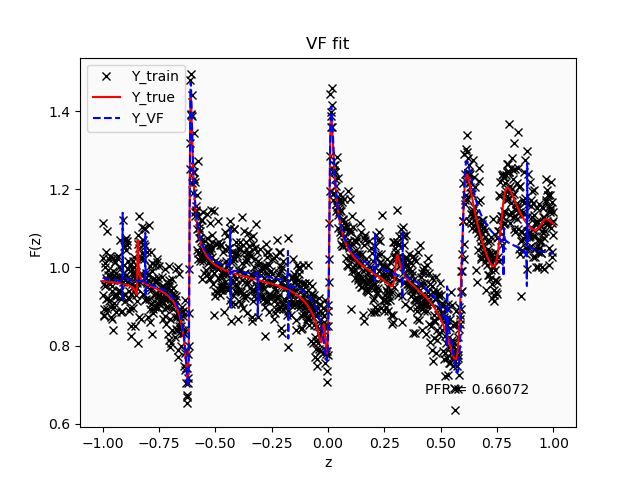 VF fit
Y_train
Y_true
Y_VF
F(z)
1.4
1.2
1.0
0.8
0.6
PFR = 0.66072
−1.00 −0.75 −0.50 −0.25 0.00 0.25 0.50 0.75 1.00
z